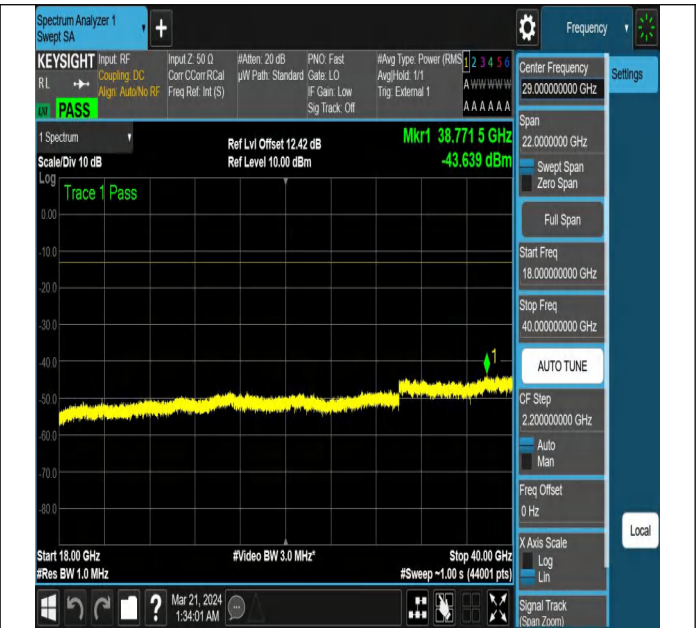 Spectrum Analyzer 1
Swept SA
+
Frequency
KEYSIGHT
RL
PASS
Input: RF
Coupling: DC
Align: Auto/No RF
Input Z: 50 Ω
Corr CCorr RCal
Freq Ref: Int (S)
#Atten: 20 dB
µW Path: Standard
PNO: Fast
Gate: LO
IF Gain: Low
Sig Track: Off
#Avg Type: Power (RMS
Avg|Hold: 1/1
Trig: External 1
1 2 3 4 5 6
A W W W W W
A A A A A A
1 Spectrum
Scale/Div 10 dB
Log
Ref Lvl Offset 12.42 dB
Ref Level 10.00 dBm
Mkr1 38.771 5 GHz
-43.639 dBm
Trace 1 Pass
0.00
-10.0
-20.0
-30.0
-40.0
-50.0
-60.0
-70.0
-80.0
1
Start 18.00 GHz
#Res BW 1.0 MHz
#Video BW 3.0 MHz*
Stop 40.00 GHz
#Sweep ~1.00 s (44001 pts)
?
Mar 21, 2024
1:34:01 AM
Center Frequency
29.000000000 GHz
Settings
Span
22.0000000 GHz
Swept Span
Zero Span
Full Span
Start Freq
18.000000000 GHz
Stop Freq
40.000000000 GHz
AUTO TUNE
CF Step
2.200000000 GHz
Auto
Man
Freq Offset
0 Hz
Local
X Axis Scale
Log
Lin
Signal Track
(Span Zoom)